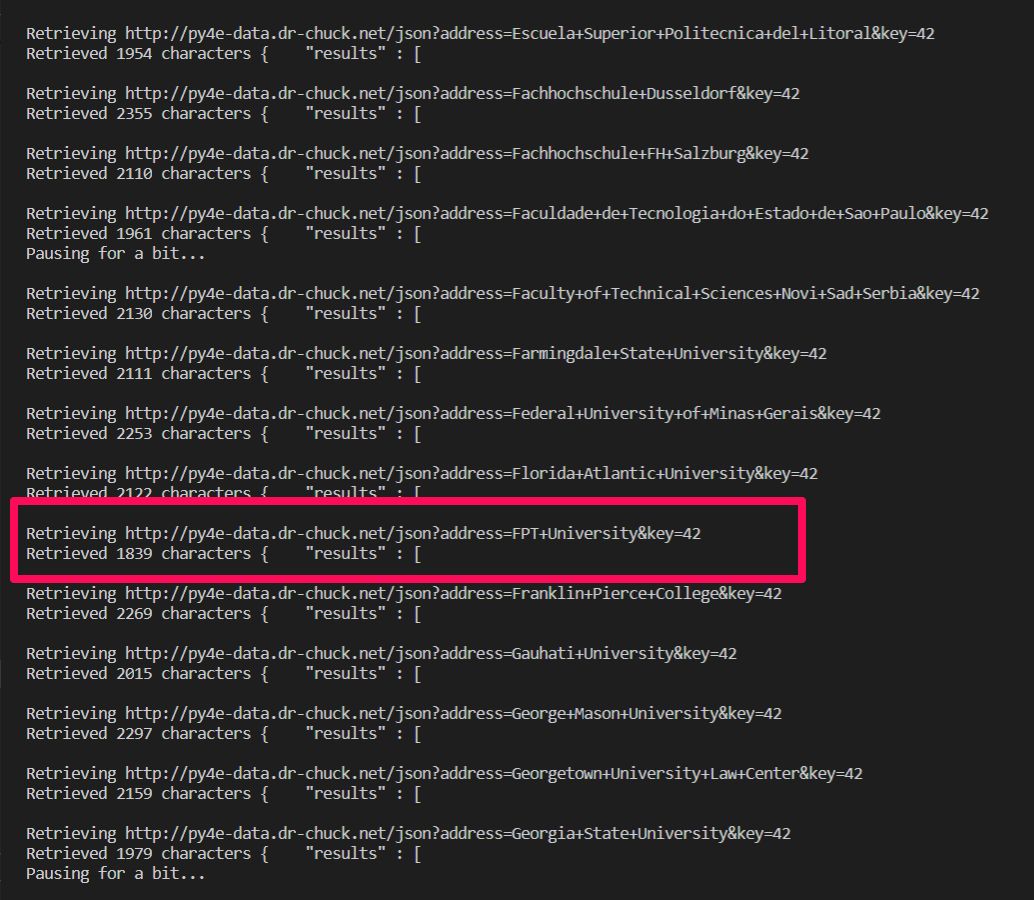 Retrieving http://py4e-data.dr-chuck.net/json?address=Escuela+Superior+Politecnica+del+Litoral&key=42
Retrieved 1954 characters {    "results" : [
Retrieving http://py4e-data.dr-chuck.net/json?address=Fachhochschule+Dusseldorf&key=42
Retrieved 2355 characters {    "results" : [
Retrieving http://py4e-data.dr-chuck.net/json?address=Fachhochschule+FH+Salzburg&key=42
Retrieved 2110 characters {    "results" : [
Retrieving http://py4e-data.dr-chuck.net/json?address=Faculdade+de+Tecnologia+do+Estado+de+Sao+Paulo&key=42
Retrieved 1961 characters {    "results" : [
Pausing for a bit...
Retrieving http://py4e-data.dr-chuck.net/json?address=Faculty+of+Technical+Sciences+Novi+Sad+Serbia&key=42
Retrieved 2130 characters {    "results" : [
Retrieving http://py4e-data.dr-chuck.net/json?address=Farmingdale+State+University&key=42
Retrieved 2111 characters {    "results" : [
Retrieving http://py4e-data.dr-chuck.net/json?address=Federal+University+of+Minas+Gerais&key=42
Retrieved 2253 characters {    "results" : [
Retrieving http://py4e-data.dr-chuck.net/json?address=Florida+Atlantic+University&key=42
Retrieved 2122 characters {    "results" : [
Retrieving http://py4e-data.dr-chuck.net/json?address=FPT+University&key=42
Retrieved 1839 characters {    "results" : [
Retrieving http://py4e-data.dr-chuck.net/json?address=Franklin+Pierce+College&key=42
Retrieved 2269 characters {    "results" : [
Retrieving http://py4e-data.dr-chuck.net/json?address=Gauhati+University&key=42
Retrieved 2015 characters {    "results" : [
Retrieving http://py4e-data.dr-chuck.net/json?address=George+Mason+University&key=42
Retrieved 2297 characters {    "results" : [
Retrieving http://py4e-data.dr-chuck.net/json?address=Georgetown+University+Law+Center&key=42
Retrieved 2159 characters {    "results" : [
Retrieving http://py4e-data.dr-chuck.net/json?address=Georgia+State+University&key=42
Retrieved 1979 characters {    "results" : [
Pausing for a bit...